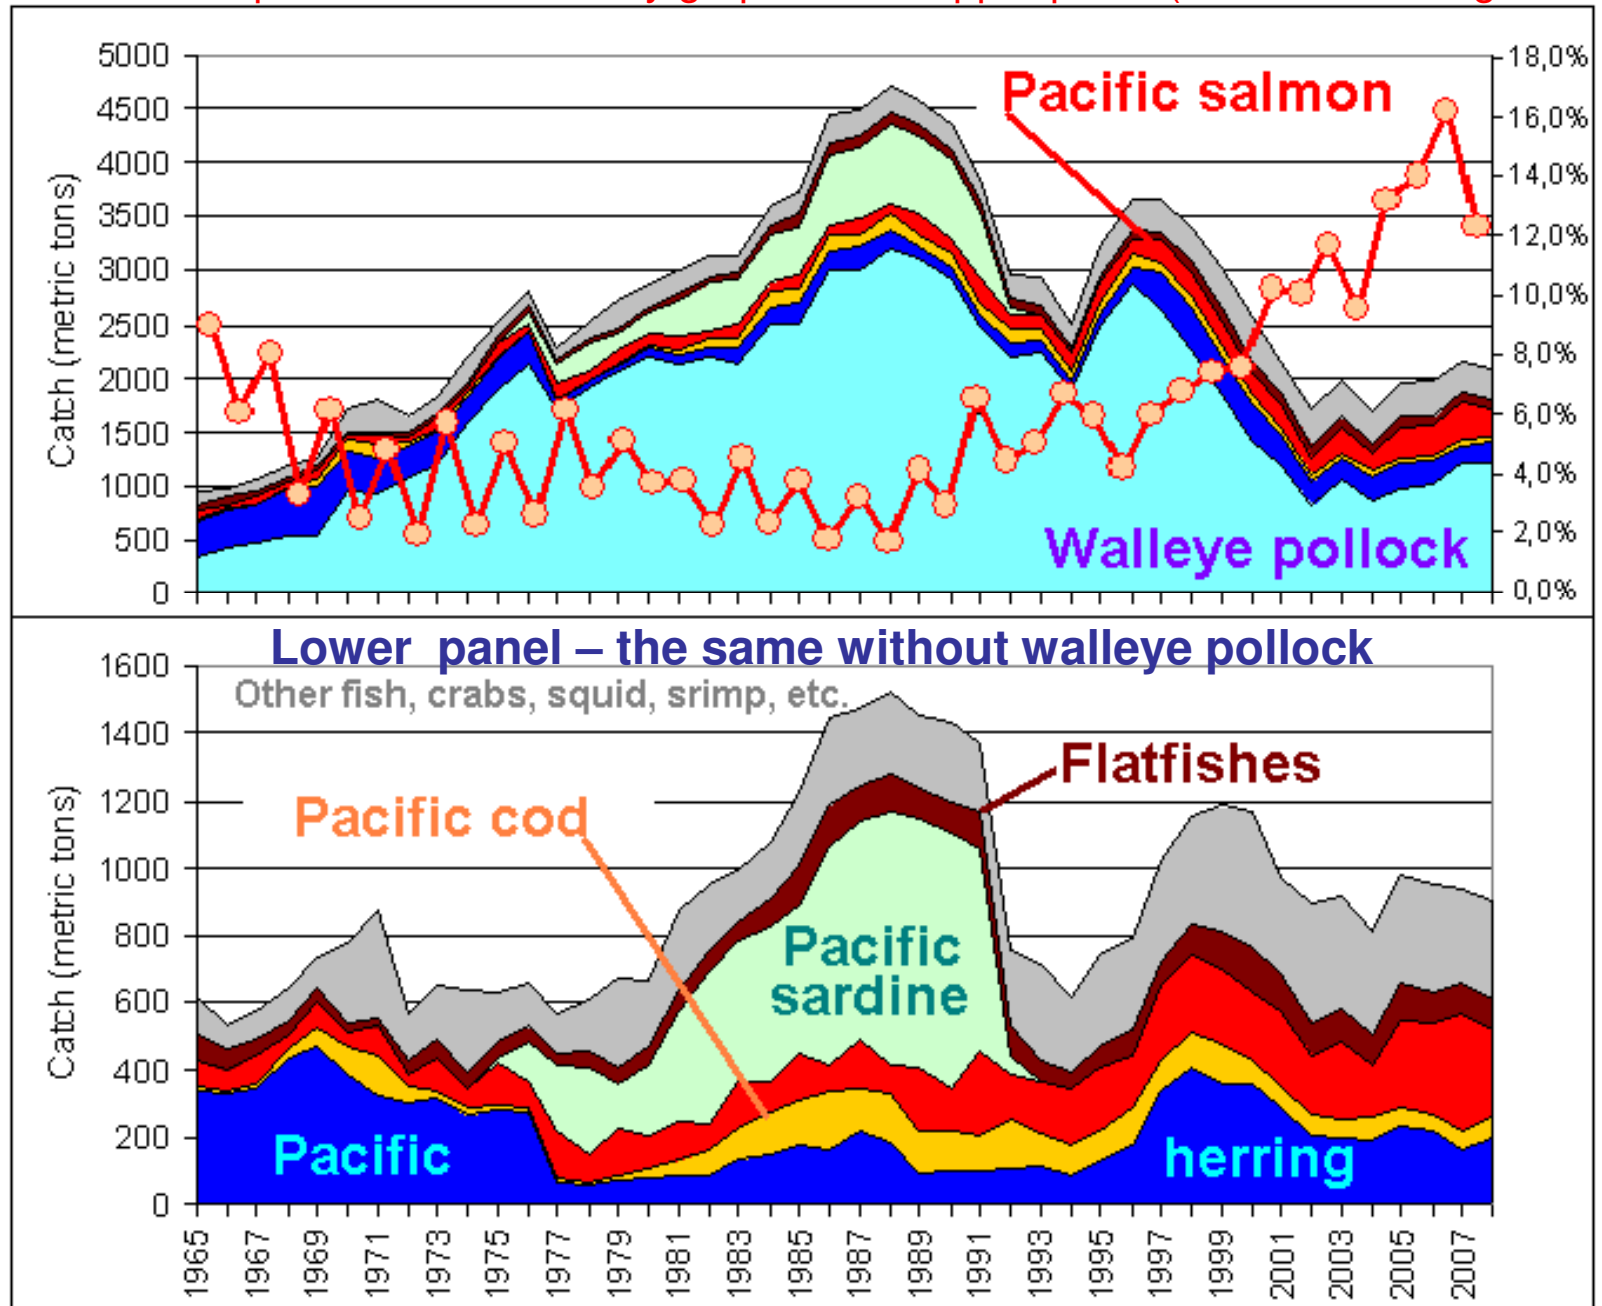 5000
4500
4000
3500
3000
2500
2000
1500
1000
500
0
Catch (metric tons)
18,0%
16,0%
14,0%
12,0%
10,0%
8,0%
6,0%
4,0%
2,0%
0,0%
Pacific salmon
Walleye pollock
Lower panel – the same without walleye pollock
1600
1400
1200
1000
800
600
400
200
0
Catch (metric tons)
Other fish, crabs, squid, srimp, etc.
Flatfishes
Pacific cod
Pacific
sardine
Pacific herring
1965 1967 1969 1971 1973 1975 1977 1979 1981 1983 1985 1987 1989 1991 1993 1995 1997 1999 2001 2003 2005 2007